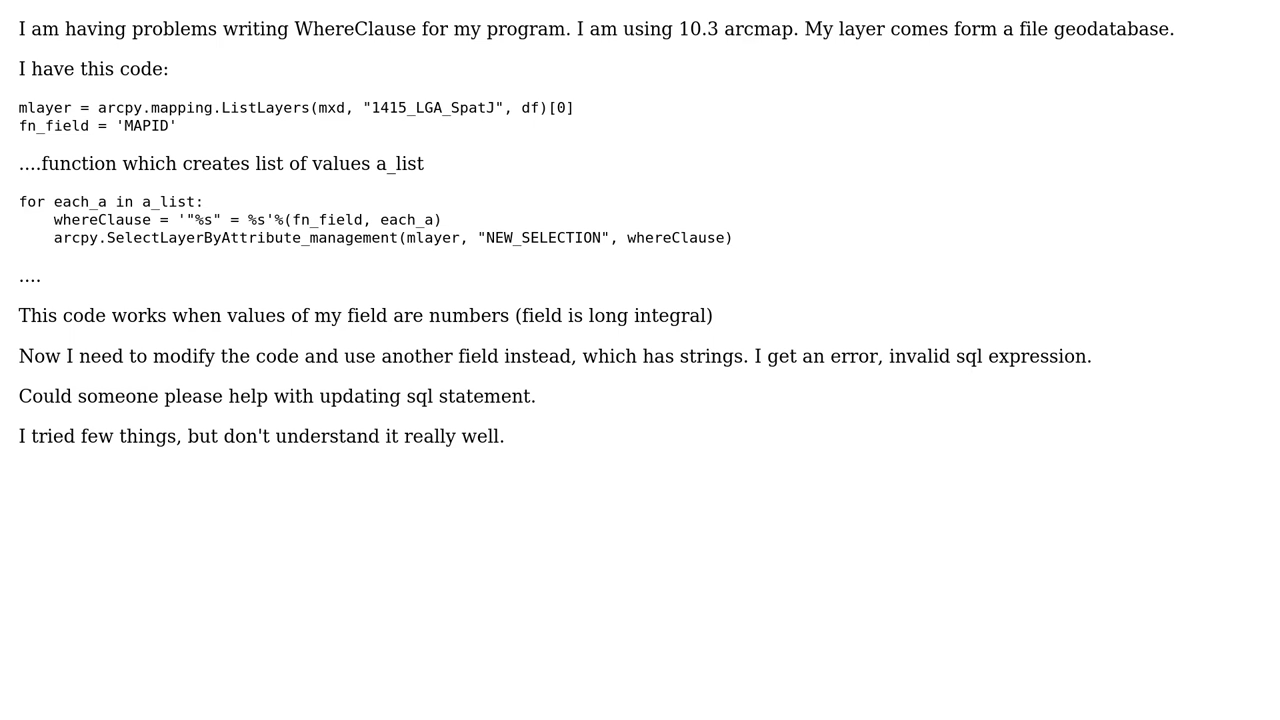 I am having problems writing WhereClause for my program. I am using 10.3 arcmap. My layer comes form a file geodatabase.
I have this code:
mlayer = arcpy.mapping.ListLayers(mxd, "1415_LGA_SpatJ", df)[0]
fn_field = 'MAPID'
....function which creates list of values a_list
for each_a in a_list:
    whereClause = '"%s" = %s'%(fn_field, each_a)
    arcpy.SelectLayerByAttribute_management(mlayer, "NEW_SELECTION", whereClause)
....
This code works when values of my field are numbers (field is long integral)
Now I need to modify the code and use another field instead, which has strings. I get an error, invalid sql expression.
Could someone please help with updating sql statement.
I tried few things, but don't understand it really well.